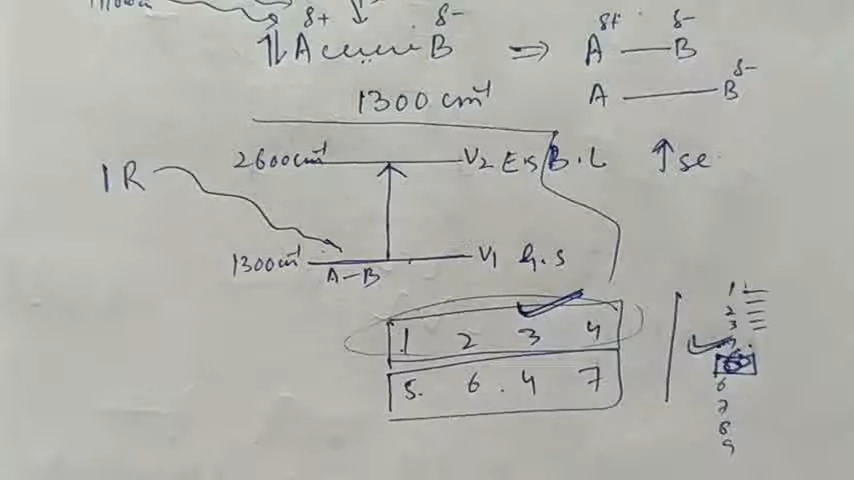 δ+ δ-
⇅ A B ⇒ δ+ δ-
A — B
δ-
A —— B
1300 cm⁻¹
2600 cm⁻¹ V2 E.S B.L ↑ se
IR
1300 cm⁻¹ V1 G.S
A-B
1 2 3 4
5. 6. 4 7
1
2
3
6
7
8
9